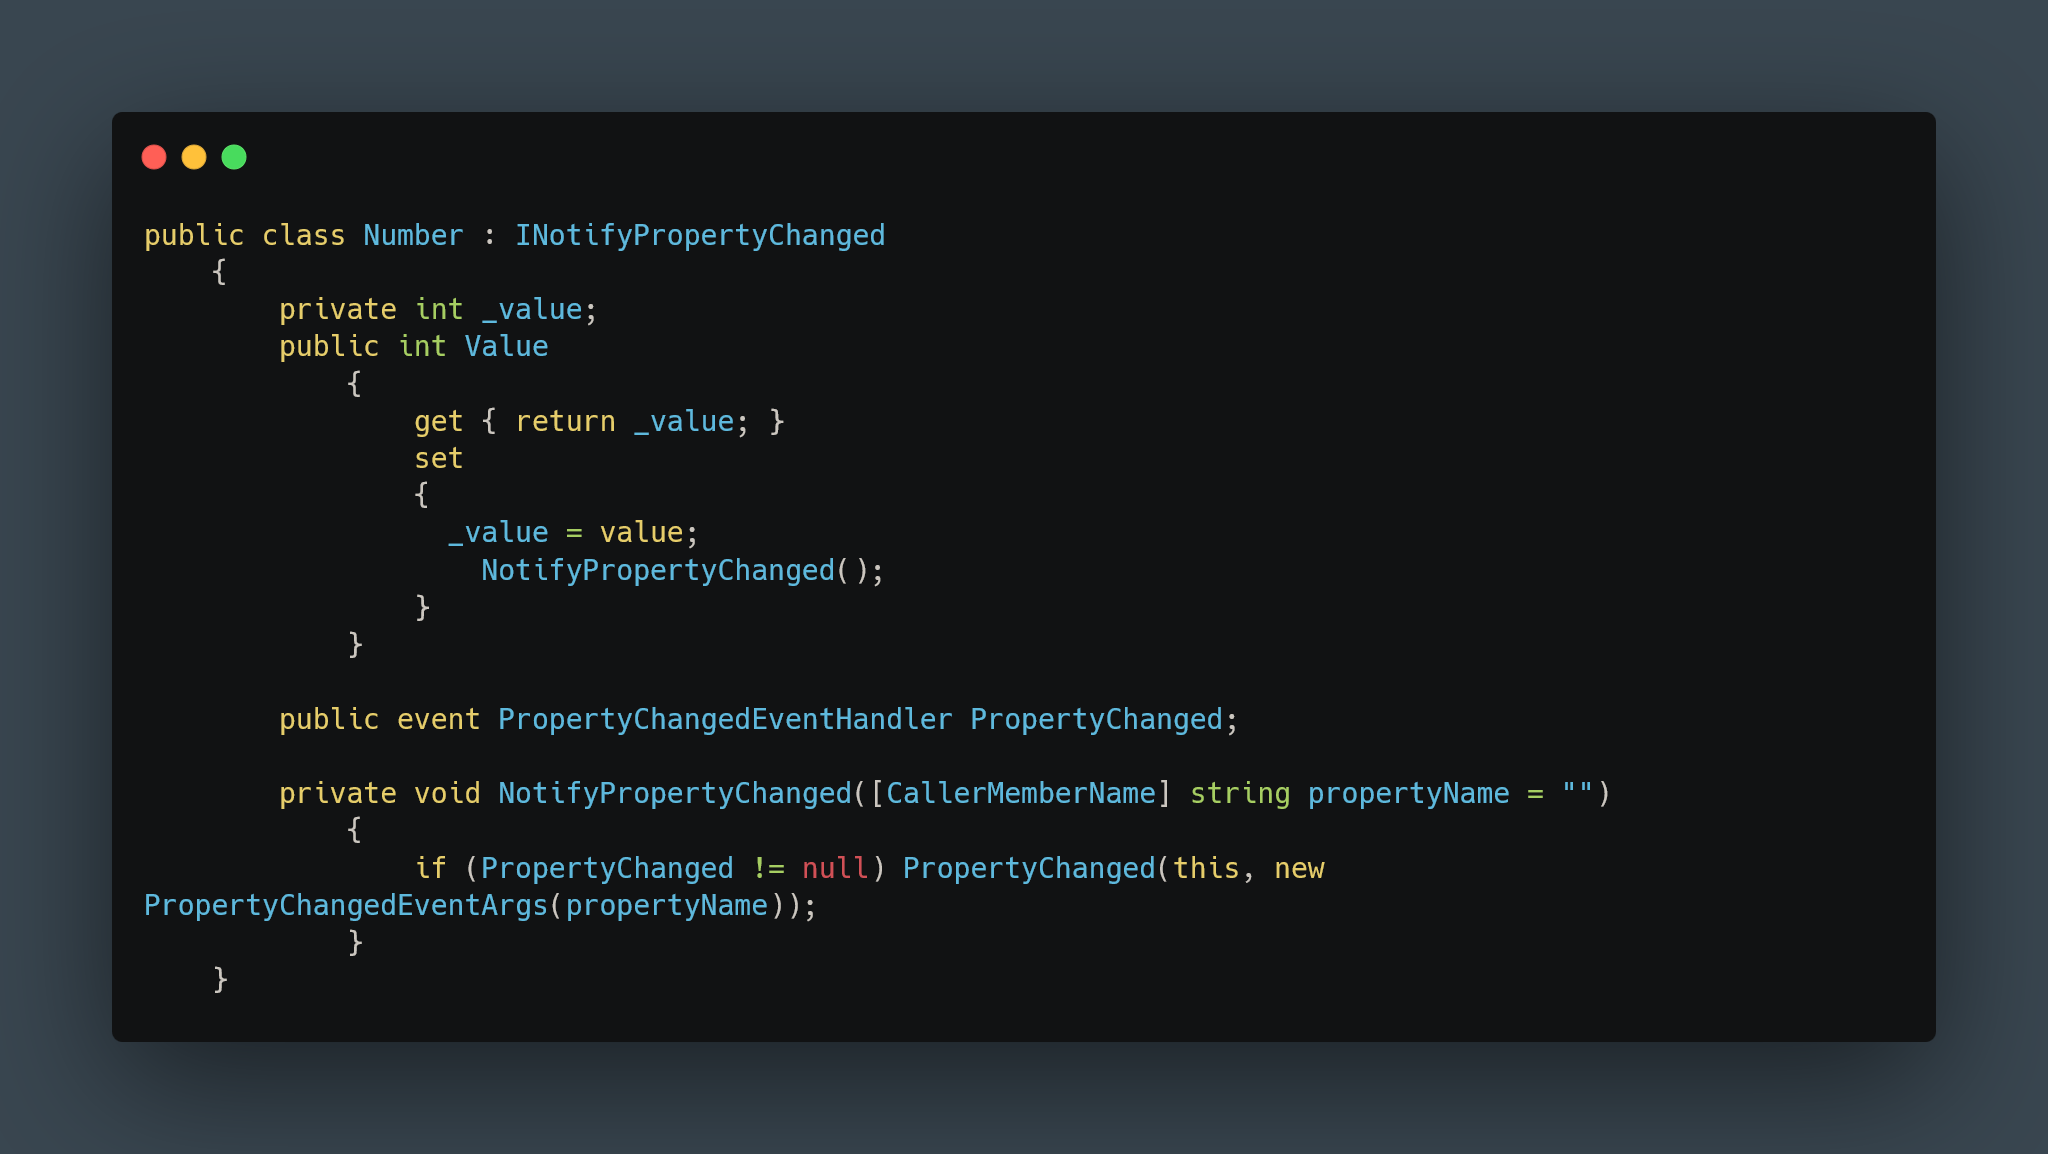 public class Number : INotifyPropertyChanged
    {
        private int _value;
        public int Value
            {
                get { return _value; }
                set
                {
                  _value = value;
                    NotifyPropertyChanged();
                }
            }

        public event PropertyChangedEventHandler PropertyChanged;

        private void NotifyPropertyChanged([CallerMemberName] string propertyName = "")
            {
                if (PropertyChanged != null) PropertyChanged(this, new
PropertyChangedEventArgs(propertyName));
            }
    }